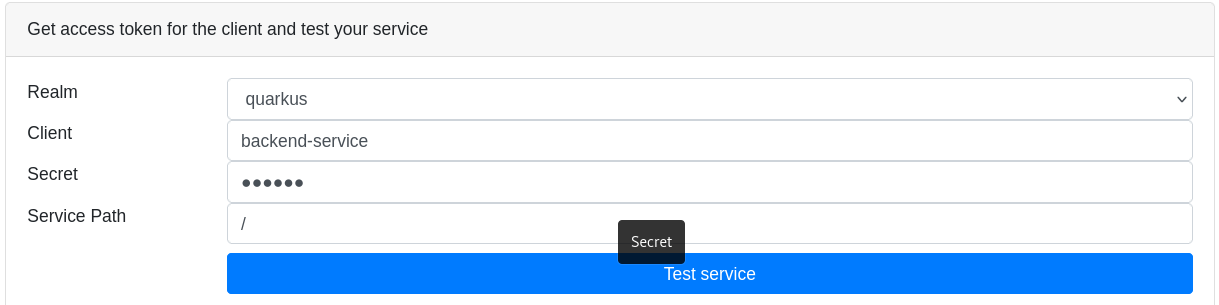 Get access token for the client and test your service
Realm
quarkus
Client
backend-service
Secret
●●●●●●
Service Path
/
Secret
Test service